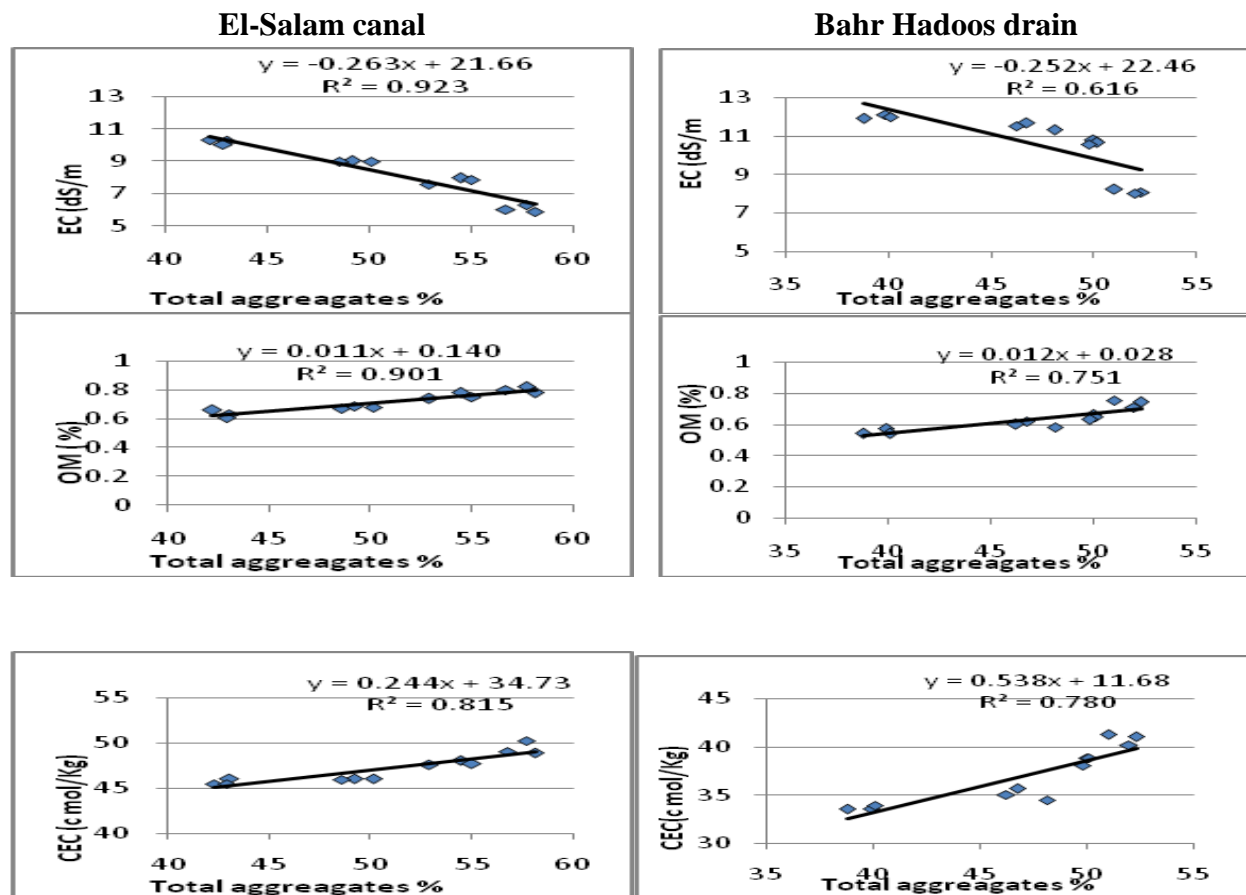 El-Salam canal
Bahr Hadoos drain
y = -0.263x + 21.66
R² = 0.923
EC (dS/m
13
11
9
7
5
40 45 50 55 60
Total aggreagates %
y = -0.252x + 22.46
R² = 0.616
EC (dS/m
13
11
9
7
5
35 40 45 50 55
Total aggreagates %
y = 0.011x + 0.140
R² = 0.901
OM (%)
1
0.8
0.6
0.4
0.2
0
40 45 50 55 60
Total aggreagates %
y = 0.012x + 0.028
R² = 0.751
OM (%)
1
0.8
0.6
0.4
0.2
0
35 40 45 50 55
Total aggreagates %
y = 0.244x + 34.73
R² = 0.815
CEC(c mol/Kg)
55
50
45
40
40 45 50 55 60
Total aggreagates %
y = 0.538x + 11.68
R² = 0.780
CEC(c mol/Kg)
45
40
35
30
35 40 45 50 55
Total aggreagates %